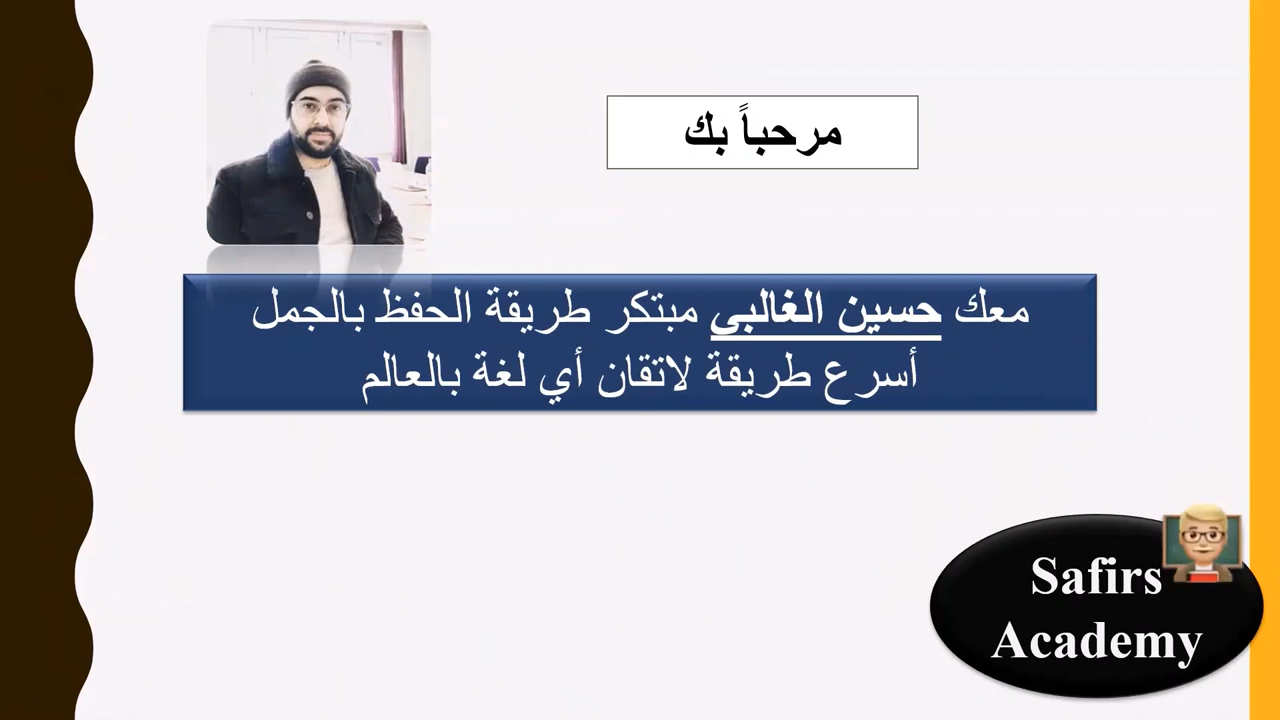 مرحباً بك
معك حسين الغالبي مبتكر طريقة الحفظ بالجمل
أسرع طريقة لاتقان أي لغة بالعالم
Safirs
Academy